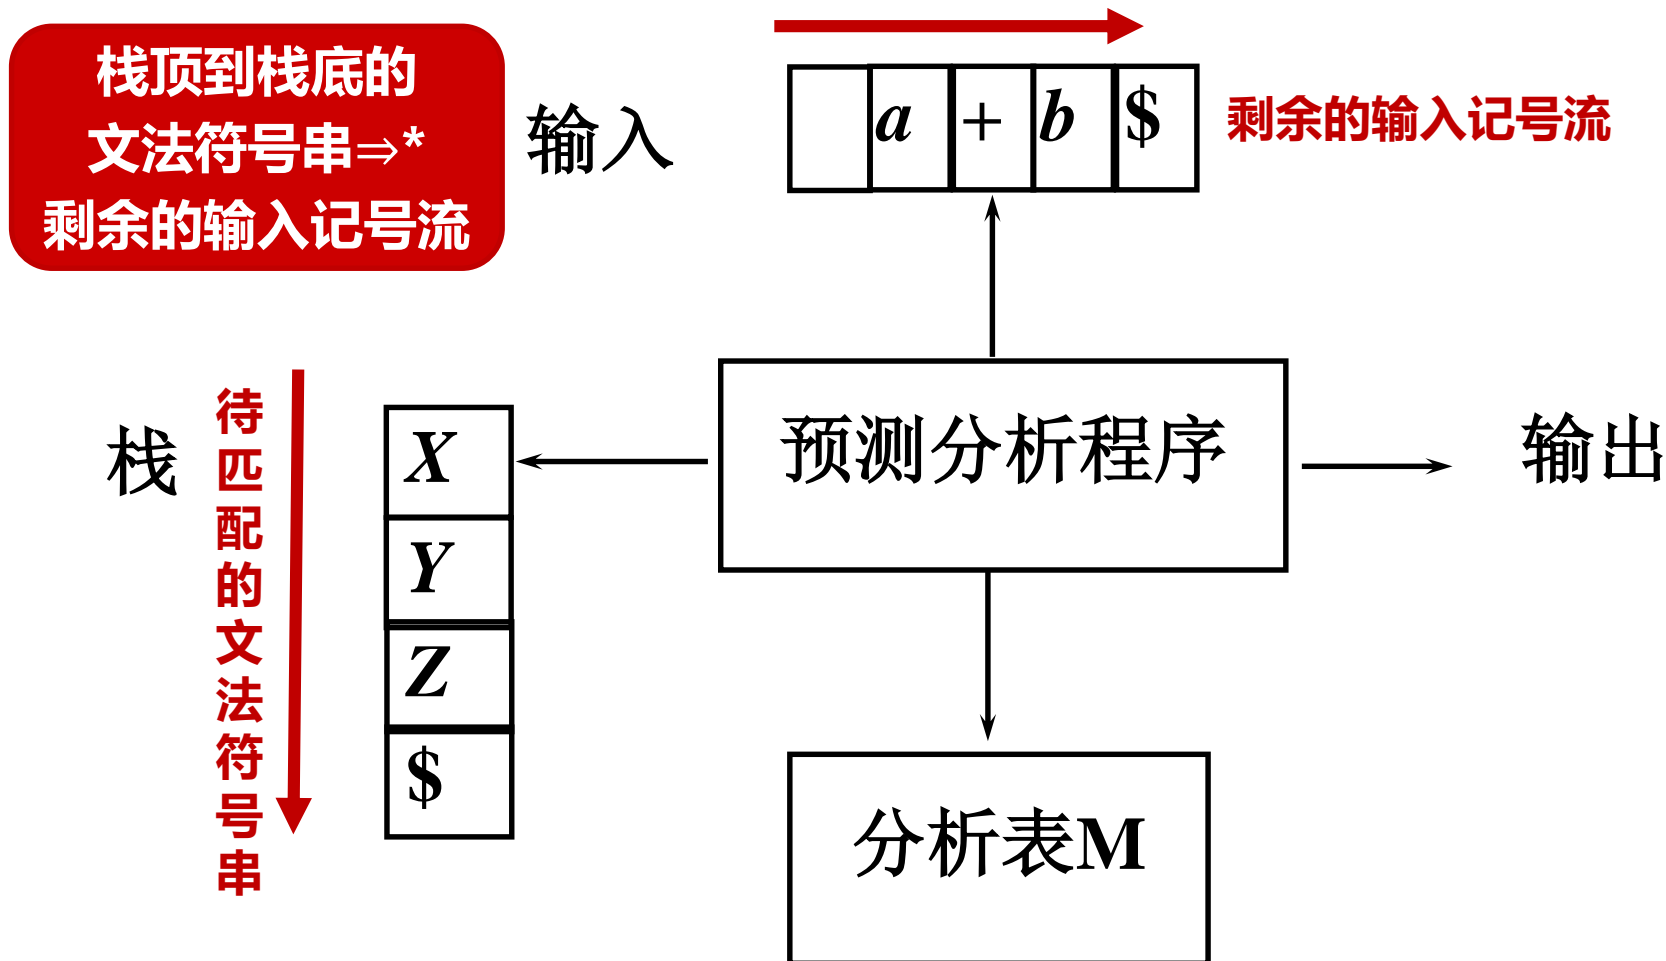 栈顶到栈底的
文法符号串⇒*
剩余的输入记号流
输入
a + b $
剩余的输入记号流
栈
待匹配的文法符号串
X
Y
Z
$
预测分析程序
输出
分析表M